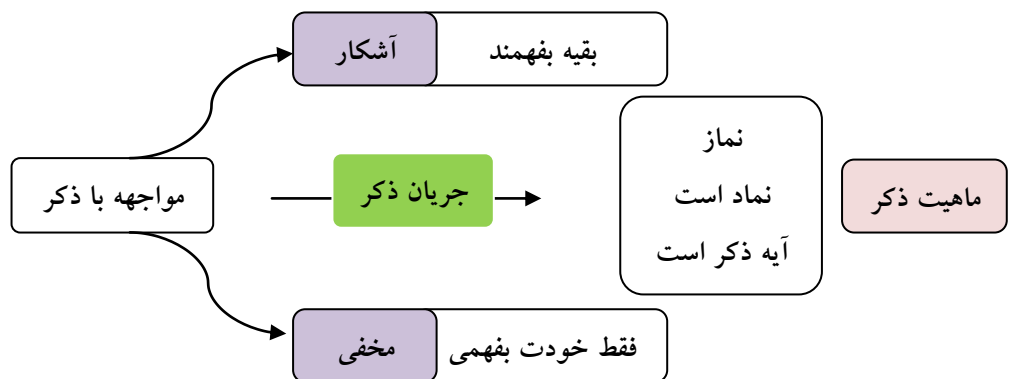 بقیه بفهمند
آشکار
ماهیت ذکر
نماز
نماد است
آیه ذکر است
جریان ذکر
مواجهه با ذکر
فقط خودت بفهمی
مخفی